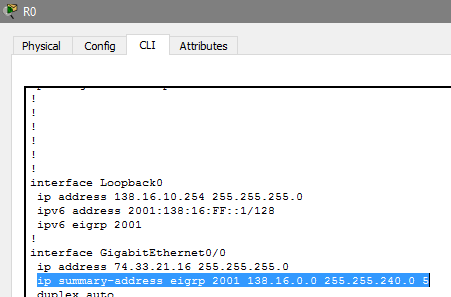 R0
Physical Config CLI Attributes
!
!
!
!
!
!
interface Loopback0
ip address 138.16.10.254 255.255.255.0
ipv6 address 2001:138:16:FF::1/128
ipv6 eigrp 2001
!
interface GigabitEthernet0/0
ip address 74.33.21.16 255.255.255.0
ip summary-address eigrp 2001 138.16.0.0 255.255.240.0 5
duplex auto